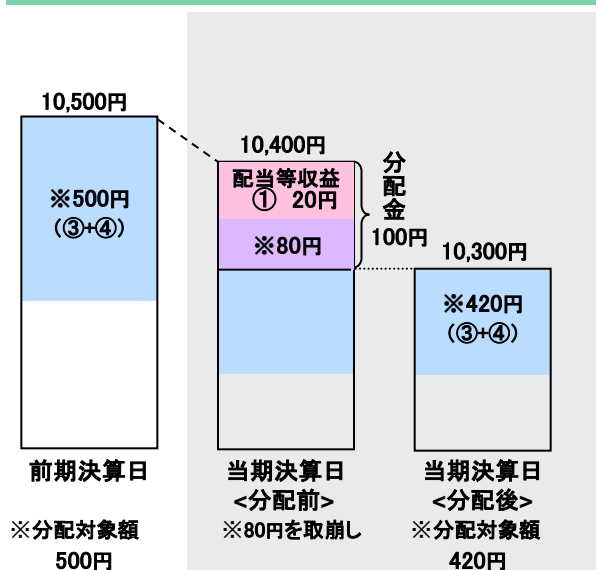 10,500円
※500円
(③+④)
前期決算日
※分配対象額
500円
10,400円
配当等収益
① 20円
※80円
分配金
100円
当期決算日
<分配前>
※80円を取崩し
10,300円
※420円
(③+④)
当期決算日
<分配後>
※分配対象額
420円